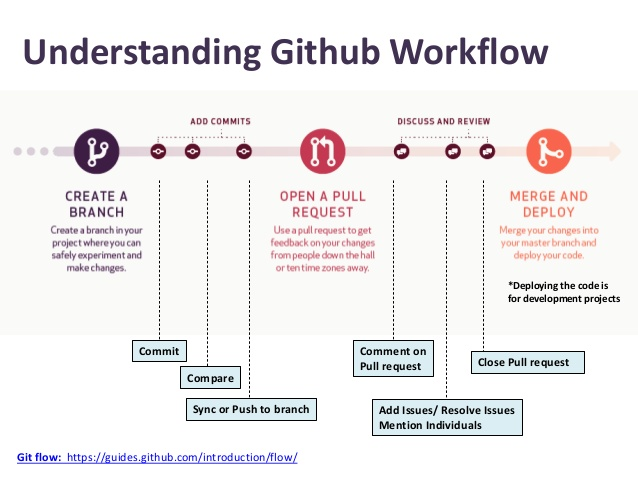 Understanding Github Workflow
ADD COMMITS
DISCUSS AND REVIEW
CREATE A
BRANCH
Create a branch in your
project where you can
safely experiment and
make changes.
OPEN A PULL
REQUEST
Use a pull request to get
feedback on your changes
from people down the hall
or ten time zones away.
MERGE AND
DEPLOY
Merge your changes into
your master branch and
deploy your code.
*Deploying the code is
for development projects
Commit
Compare
Sync or Push to branch
Comment on
Pull request
Add Issues/ Resolve Issues
Mention Individuals
Close Pull request
Git flow: https://guides.github.com/introduction/flow/